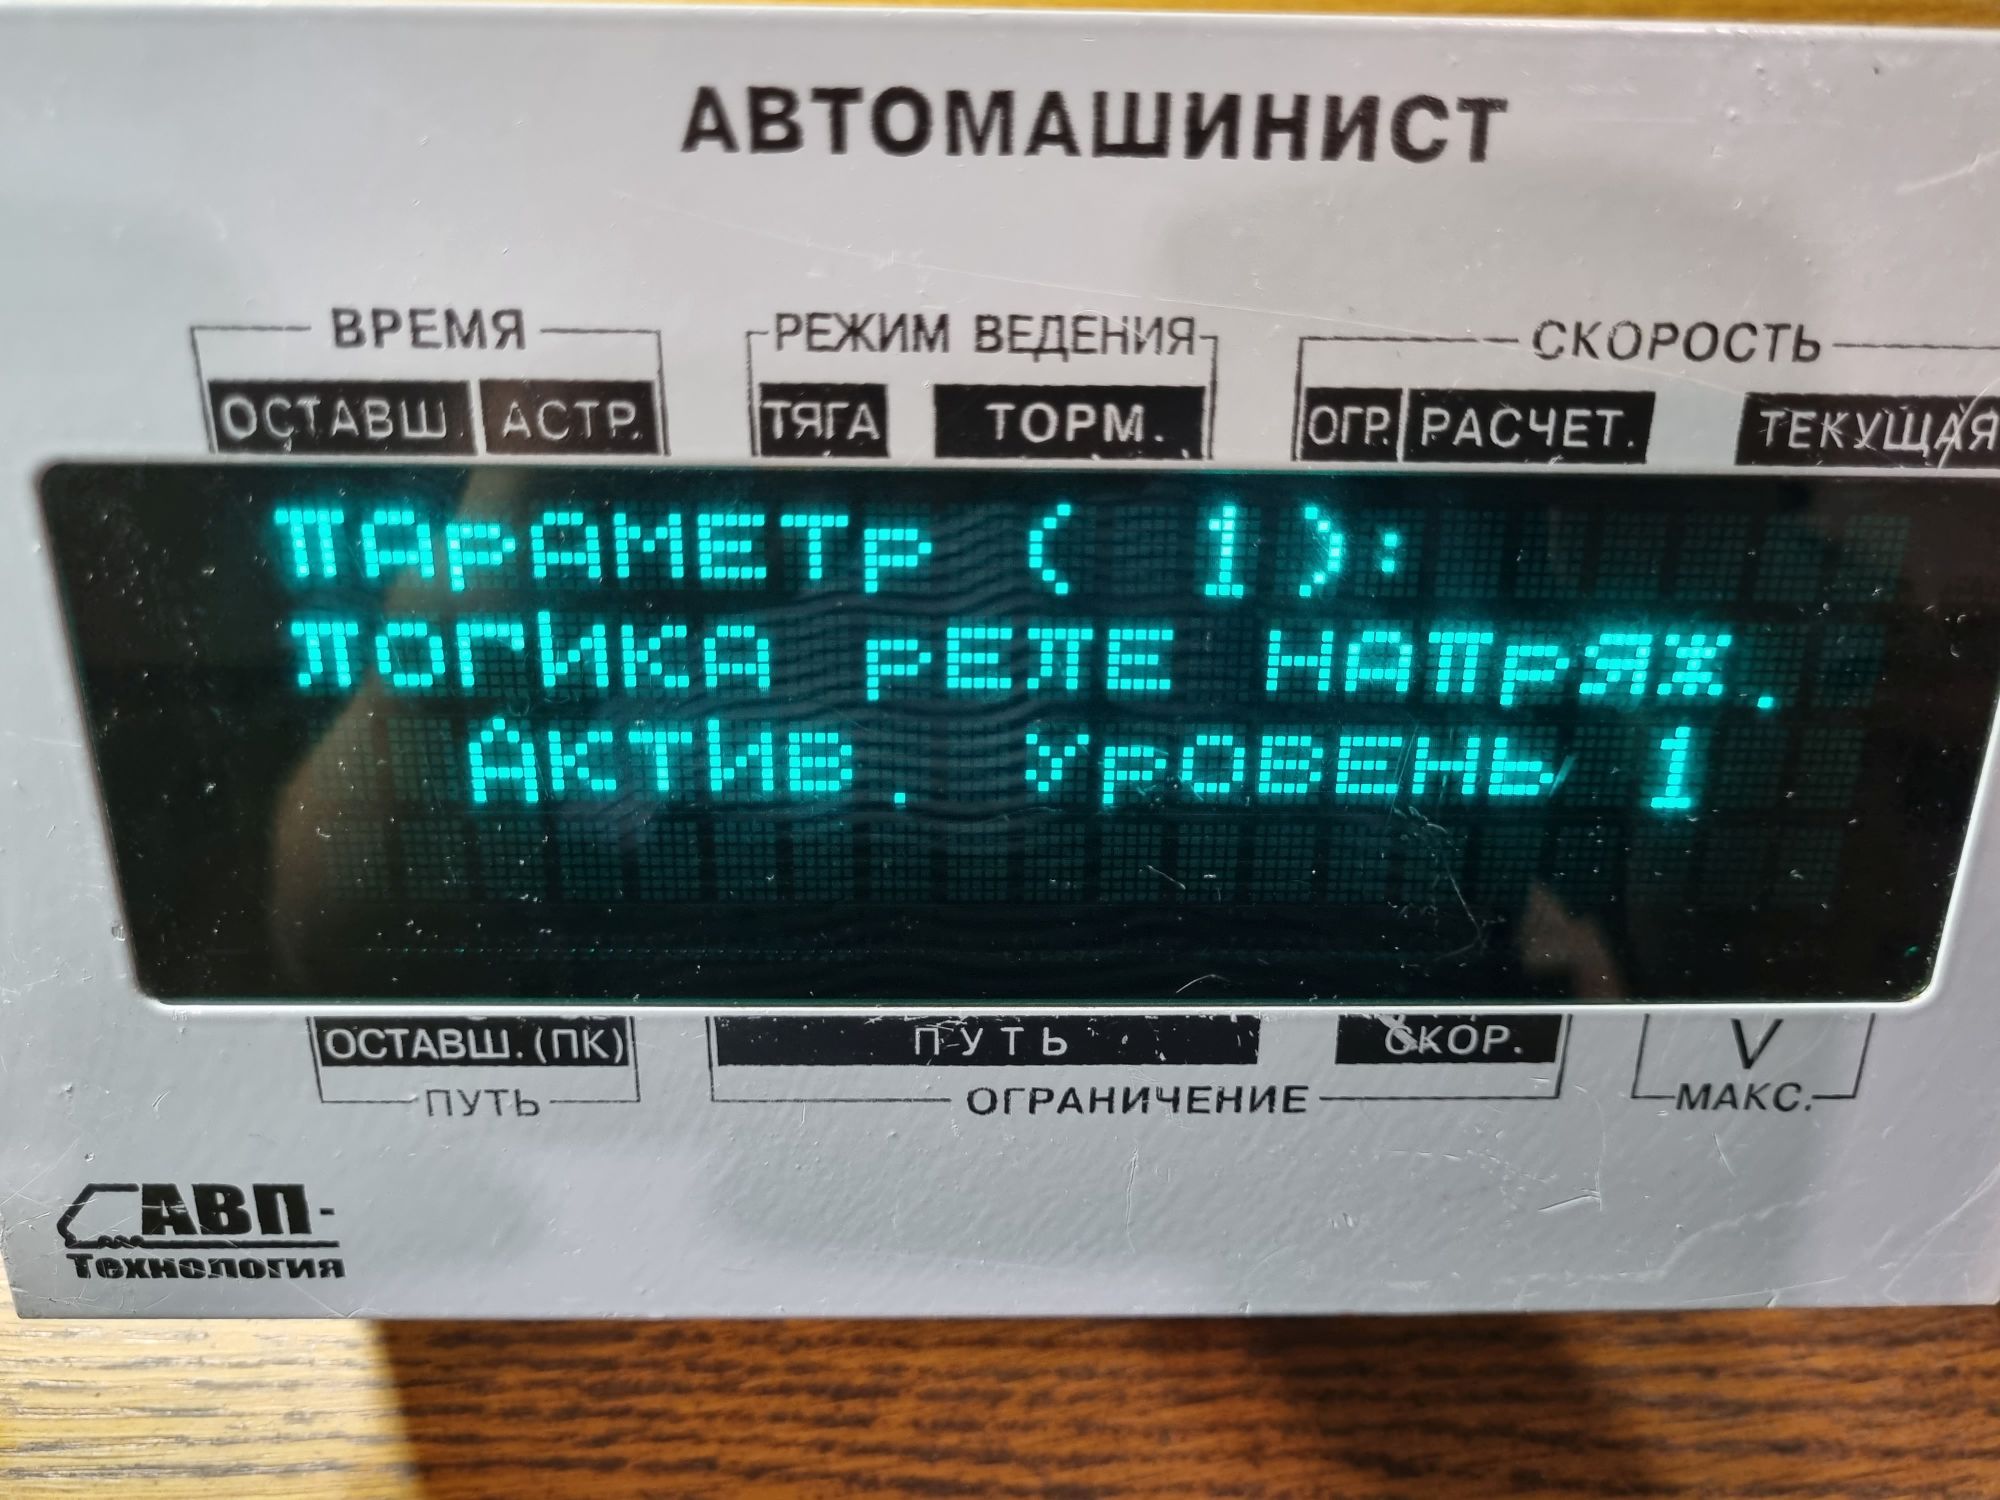 АВТОМАШИНИСТ
ВРЕМЯ РЕЖИМ ВЕДЕНИЯ СКОРОСТЬ
ОСТАВШ. АСТР. ТЯГА ТОРМ. ОГР. РАСЧЕТ. ТЕКУЩАЯ
ПАРАМЕТР ( 1):
ЛОГИКА РЕЛЕ НАПРЯЖ.
АКТИВ. УРОВЕНЬ 1
ОСТАВШ.(ПК) ПУТЬ СКОР. V
ПУТЬ ОГРАНИЧЕНИЕ МАКС.
АВП-
Технология